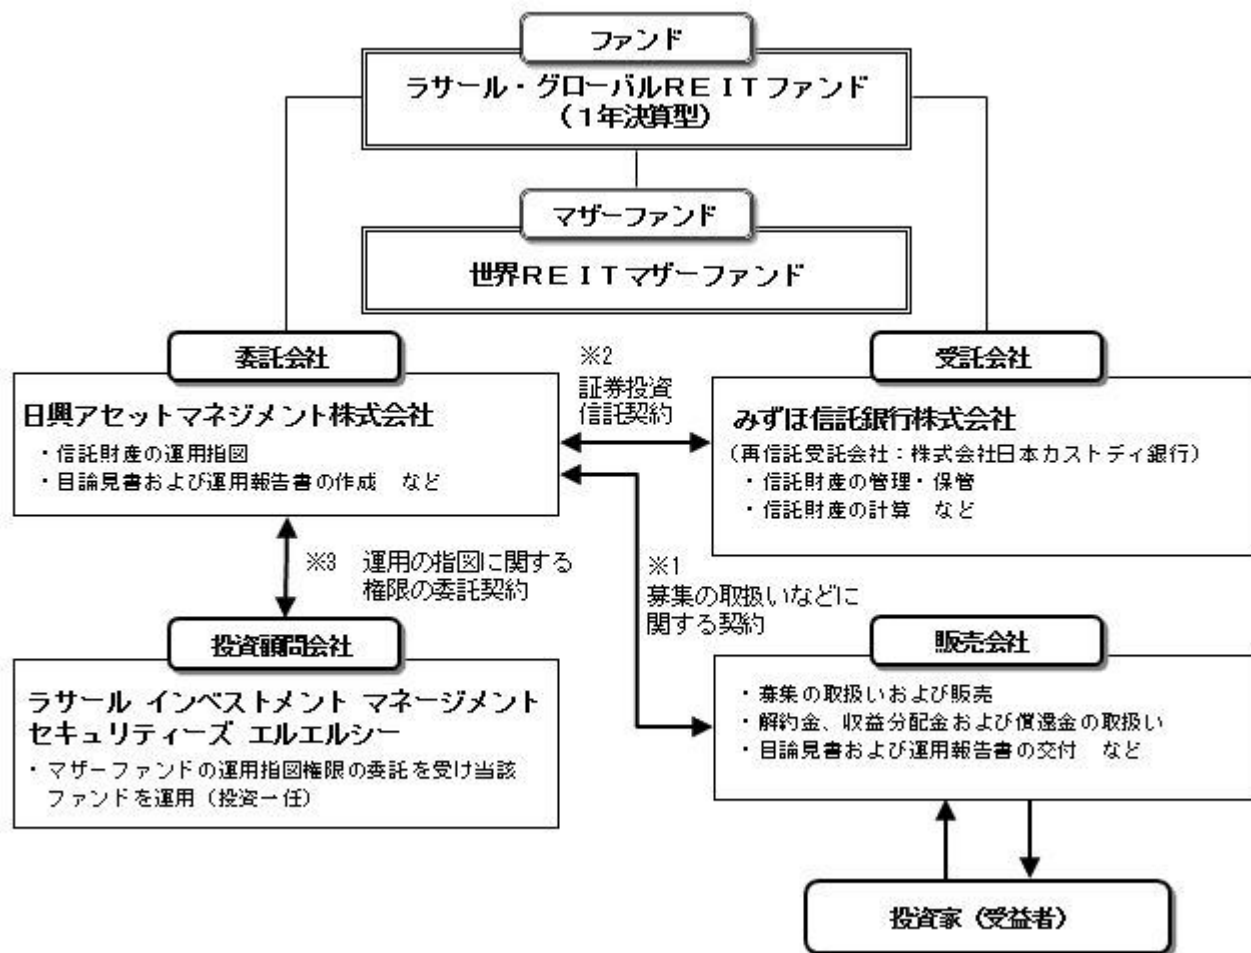 ファンド
ラサール・グローバルREITファンド
(1年決算型)
マザーファンド
世界REITマザーファンド
委託会社
日興アセットマネジメント株式会社
・信託財産の運用指図
・目論見書および運用報告書の作成 など
※2
証券投資
信託契約
受託会社
みずほ信託銀行株式会社
(再信託受託会社:株式会社日本カストディ銀行)
・信託財産の管理・保管
・信託財産の計算 など
※3 運用の指図に関する
権限の委託契約
※1
募集の取扱いなどに
関する契約
投資顧問会社
ラサール インベストメント マネージメント
セキュリティーズ エルエルシー
・マザーファンドの運用指図権限の委託を受け当該
ファンドを運用(投資一任)
販売会社
・募集の取扱いおよび販売
・解約金、収益分配金および償還金の取扱い
・目論見書および運用報告書の交付 など
投資家(受益者)